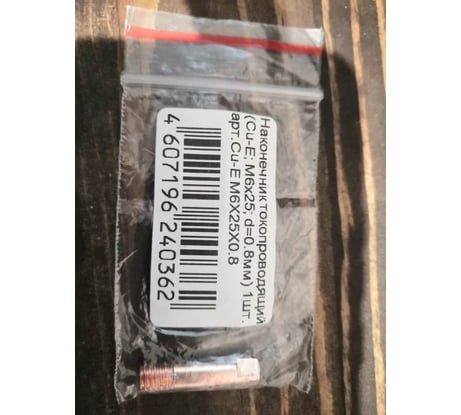 Наконечник токопроводящий
(Cu-E; M6x25; d=0.8мм) 1шт.
арт.Cu-E M6X25X0,8
4 607196 240362